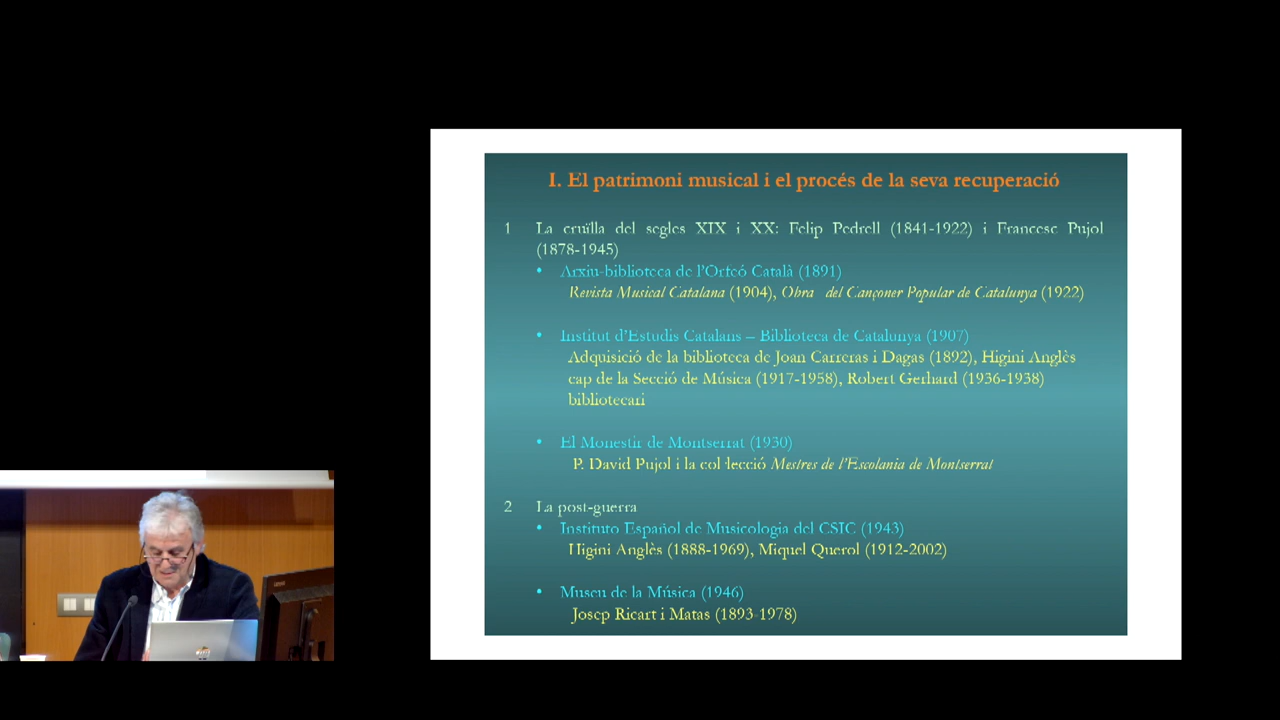 I. El patrimoni musical i el procés de la seva recuperació
1 La cruïlla del segles XIX i XX: Felip Pedrell (1841-1922) i Francesc Pujol
(1878-1945)
• Arxiu-biblioteca de l'Orfeó Català (1891)
Revista Musical Catalana (1904), Obra del Cançoner Popular de Catalunya (1922)
• Institut d'Estudis Catalans – Biblioteca de Catalunya (1907)
Adquisició de la biblioteca de Joan Carreras i Dagas (1892), Higini Anglès
cap de la Secció de Música (1917-1958), Robert Gerhard (1936-1938)
bibliotecari
• El Monestir de Montserrat (1930)
P. David Pujol i la col·lecció Mestres de l'Escolania de Montserrat
2 La post-guerra
• Instituto Español de Musicologia del CSIC (1943)
Higini Anglès (1888-1969), Miquel Querol (1912-2002)
• Museu de la Música (1946)
Josep Ricart i Matas (1893-1978)